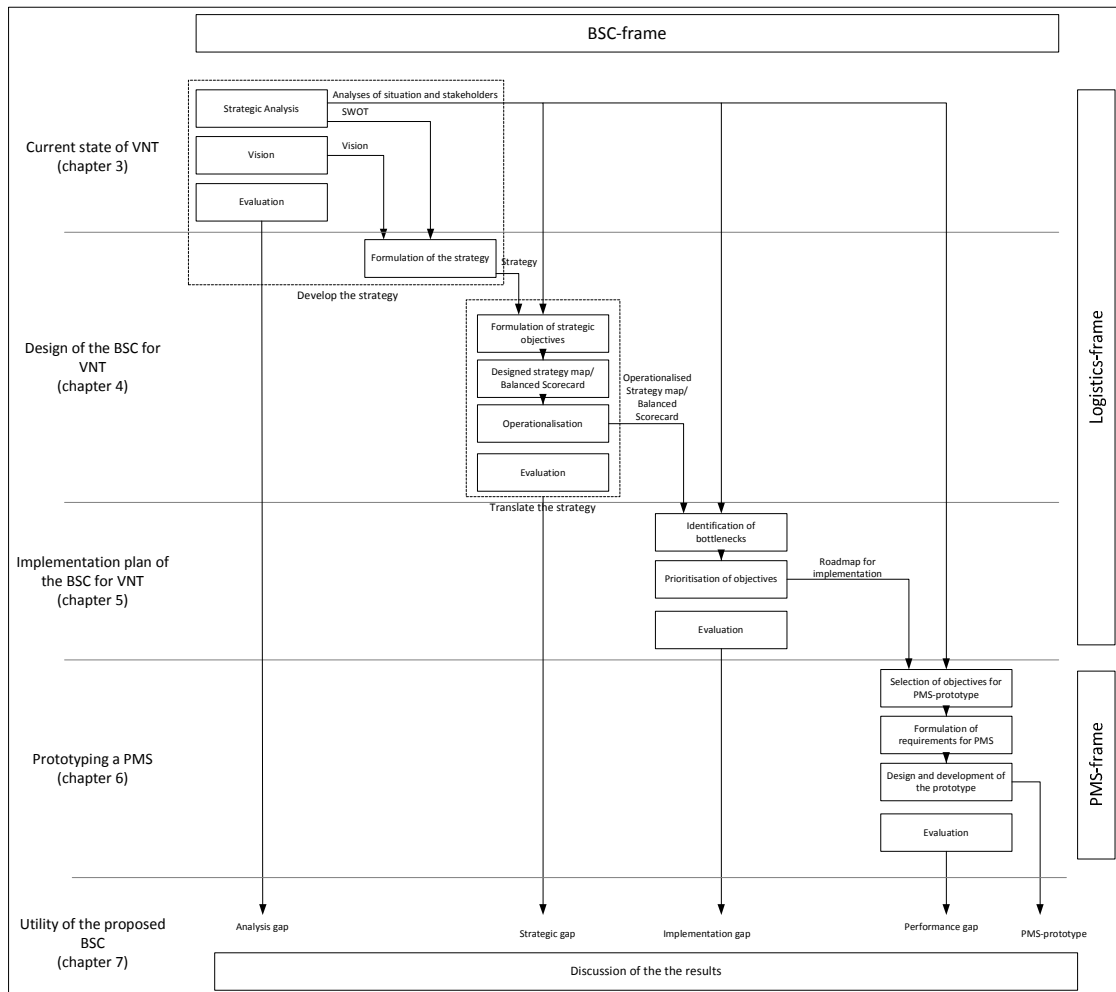 BSC-frame
Analyses of situation and stakeholders
Strategic Analysis
SWOT
Current state of VNT
(chapter 3)
Vision
Vision
Evaluation
Formulation of the strategy
Strategy
Develop the strategy
Logistics-frame
Design of the BSC for
VNT
(chapter 4)
Formulation of strategic
objectives
Designed strategy map/
Balanced Scorecard
Operationalised
Strategy map/
Balanced
Scorecard
Operationalisation
Evaluation
Translate the strategy
Implementation plan of
the BSC for VNT
(chapter 5)
Identification of
bottlenecks
Prioritisation of objectives
Roadmap for
implementation
Evaluation
Prototyping a PMS
(chapter 6)
Selection of objectives for
PMS-prototype
Formulation of
requirements for PMS
Design and development of
the prototype
Evaluation
PMS-frame
Utility of the proposed
BSC
(chapter 7)
Analysis gap
Strategic gap
Implementation gap
Performance gap
PMS-prototype
Discussion of the the results